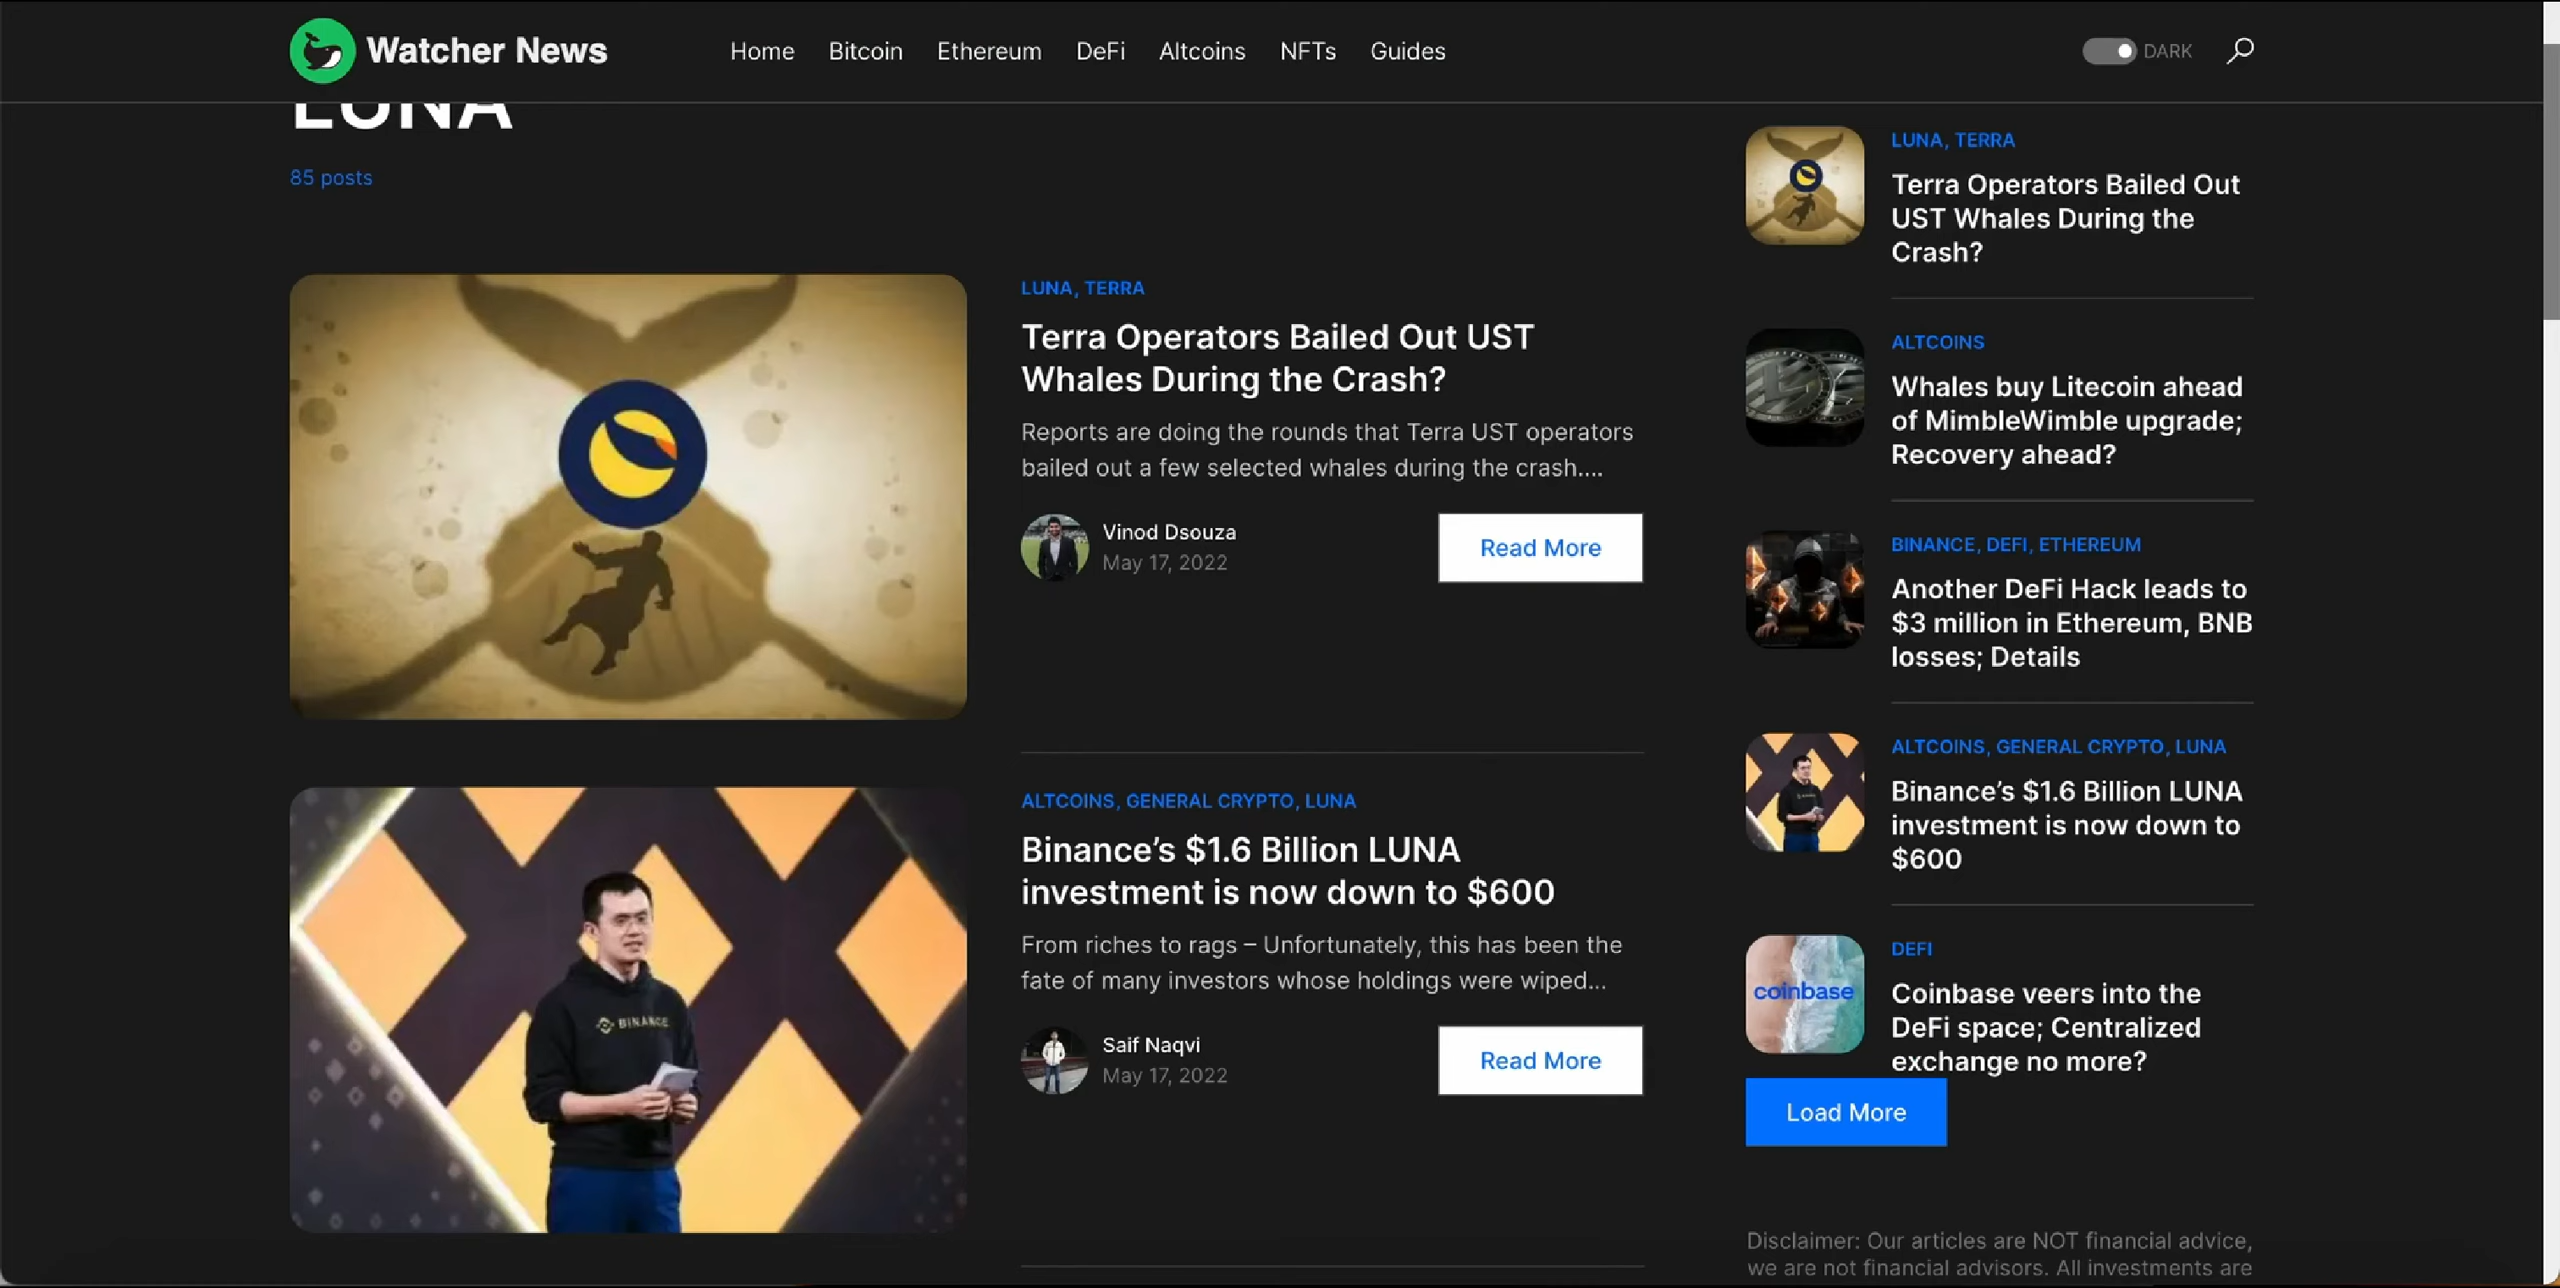 Watcher News
Home
Bitcoin
Ethereum
DeFi
Altcoins
NFTs
Guides
DARK
LUNA
85 posts
LUNA, TERRA
Terra Operators Bailed Out UST
Whales During the Crash?
Reports are doing the rounds that Terra UST operators
bailed out a few selected whales during the crash....
Vinod Dsouza
May 17, 2022
Read More
ALTCOINS, GENERAL CRYPTO, LUNA
Binance’s $1.6 Billion LUNA
investment is now down to $600
From riches to rags – Unfortunately, this has been the
fate of many investors whose holdings were wiped...
Saif Naqvi
May 17, 2022
Read More
BINANCE
LUNA, TERRA
Terra Operators Bailed Out
UST Whales During the
Crash?
ALTCOINS
Whales buy Litecoin ahead
of MimbleWimble upgrade;
Recovery ahead?
BINANCE, DEFI, ETHEREUM
Another DeFi Hack leads to
$3 million in Ethereum, BNB
losses; Details
ALTCOINS, GENERAL CRYPTO, LUNA
Binance’s $1.6 Billion LUNA
investment is now down to
$600
coinbase
DEFI
Coinbase veers into the
DeFi space; Centralized
exchange no more?
Load More
Disclaimer: Our articles are NOT financial advice,
we are not financial advisors. All investments are